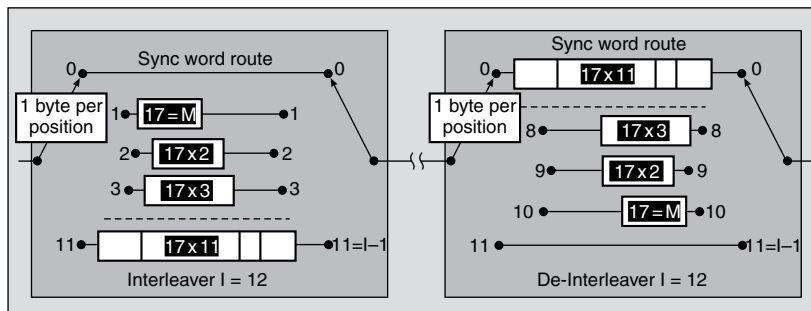 Sync word route
0 0
1 byte per
position
1 17=M 1
2 17x2 2
3 17x3 3
11 17x11 11=I–1
Interleaver I = 12
Sync word route
0 17x11 0
1 byte per
position
8 17x3 8
9 17x2 9
10 17=M 10
11 11=I–1
De-Interleaver I = 12